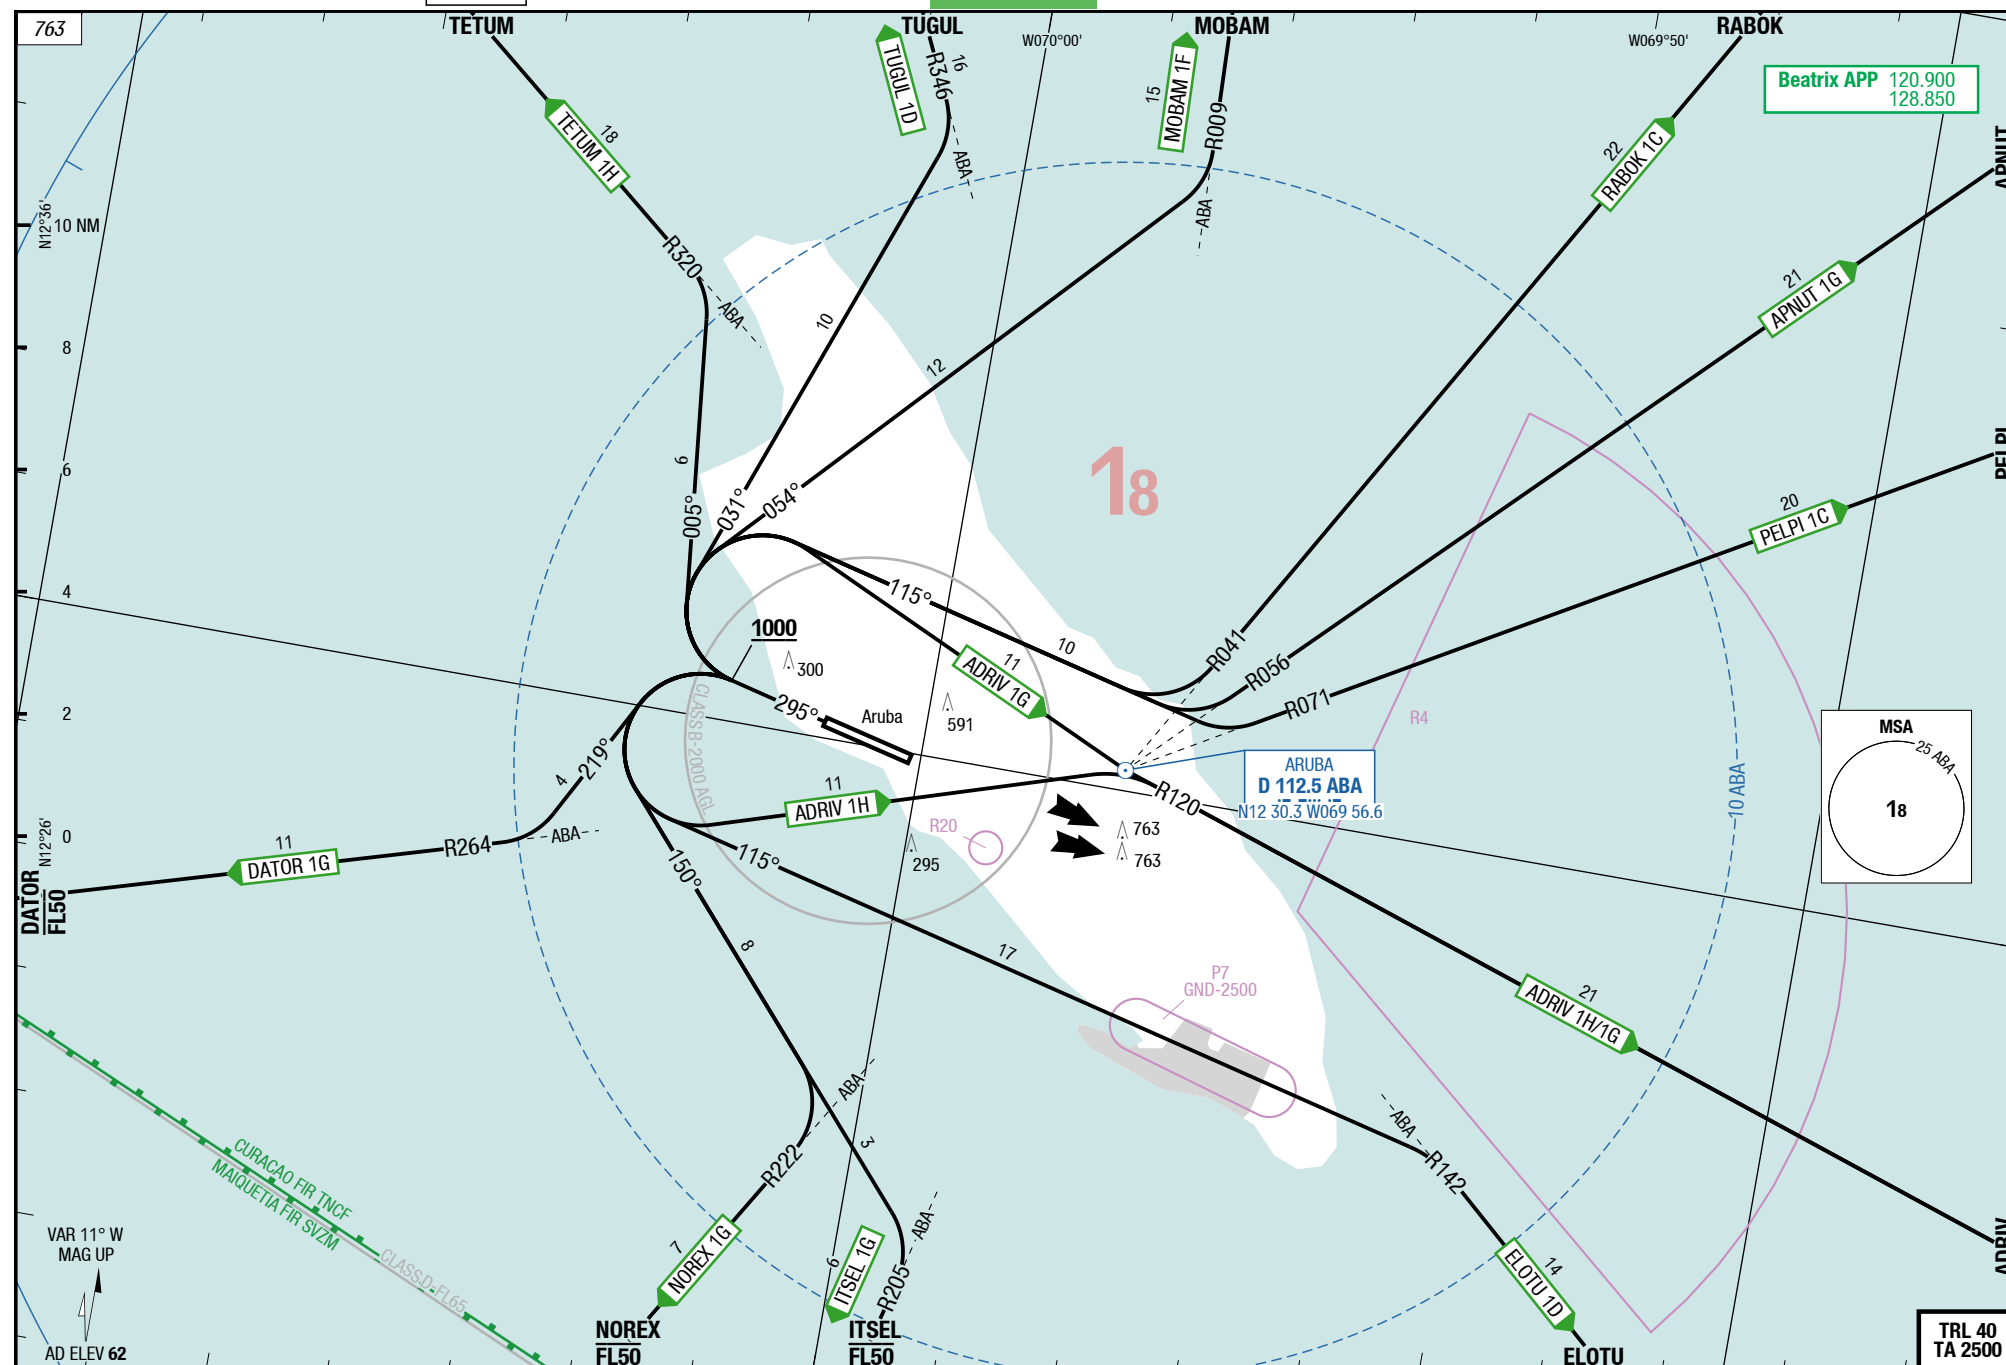 763
TETUM
TUGUL
MOBAM
RABOK
W070°00'
W069°50'
Beatrix APP 120.900
128.850
TETUM 1H
18
R320
ABA
TUGUL 1D
16
R346
ABA
MOBAM 1F
15
R009
ABA
RABOK 1C
22
APNUT
APNUT 1G
21
PELPI
PELPI 1C
20
N12°36'
10 NM
8
6
4
2
0
N12°26'
10
12
6
005°
031°
054°
18
115°
10
1000
300
295°
Aruba
591
ADRIV 1G
11
R041
R056
R071
R4
CLASS B-2000 AGL
ARUBA
D 112.5 ABA
N12 30.3 W069 56.6
10 ABA
MSA
25 ABA
18
219°
4
ADRIV 1H
11
R120
R20
763
763
295
DATOR
FL50
DATOR 1G
11
R264
ABA
150°
115°
8
17
P7
GND-2500
ADRIV 1H/1G
21
ADRIV
ABA
3
R222
NOREX 1G
7
NOREX
FL50
ITSEL 1G
6
R205
ABA
ITSEL
FL50
ABA
R142
ELOTU 1D
14
ELOTU
CURACAO FIR TNCF
MAIQUETIA FIR SVZM
CLASS D-FL65
VAR 11° W
MAG UP
AD ELEV 62
TRL 40
TA 2500